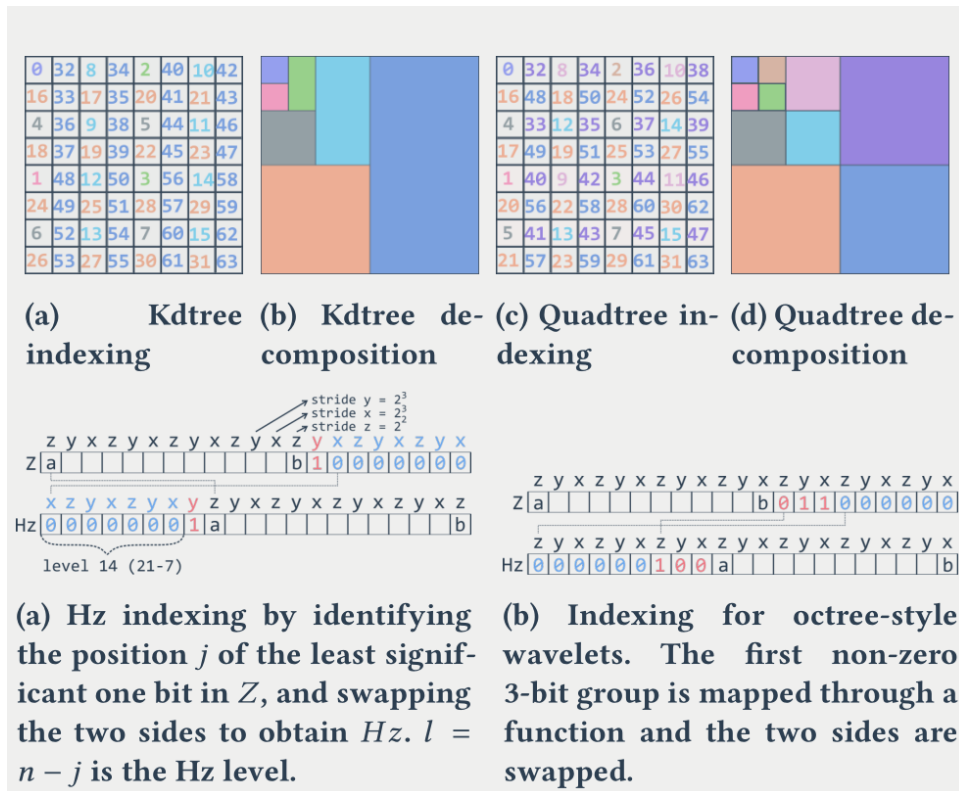 0 32 8 34 2 40 10 42
16 33 17 35 20 41 21 43
4 36 9 38 5 44 11 46
18 37 19 39 22 45 23 47
1 48 12 50 3 56 14 58
24 49 25 51 28 57 29 59
6 52 13 54 7 60 15 62
26 53 27 55 30 61 31 63
(a) Kdtree
indexing
(b) Kdtree de-
composition
0 32 8 34 2 36 10 38
16 48 18 50 24 52 26 54
4 33 12 35 6 37 14 39
17 49 19 51 25 53 27 55
1 40 9 42 3 44 11 46
20 56 22 58 28 60 30 62
5 41 13 43 7 45 15 47
21 57 23 59 29 61 31 63
(c) Quadtree in-
dexing
(d) Quadtree de-
composition
stride y = 2³
stride x = 2³
stride z = 2²
z y x z y x z y x z y x z y x z y x z y x
Z a b 1 0 0 0 0 0 0 0
x z y x z y x y z y x z y x z y x z y x z
Hz 0 0 0 0 0 0 0 1 a b
level 14 (21-7)
(a) Hz indexing by identifying
the position j of the least signif-
icant one bit in Z, and swapping
the two sides to obtain Hz. l =
n − j is the Hz level.
z y x z y x z y x z y x z y x z y x z y x
Z a b 0 1 1 0 0 0 0 0 0
z y x z y x z y x z y x z y x z y x z y x
Hz 0 0 0 0 0 0 1 0 0 a b
(b) Indexing for octree-style
wavelets. The first non-zero
3-bit group is mapped through a
function and the two sides are
swapped.